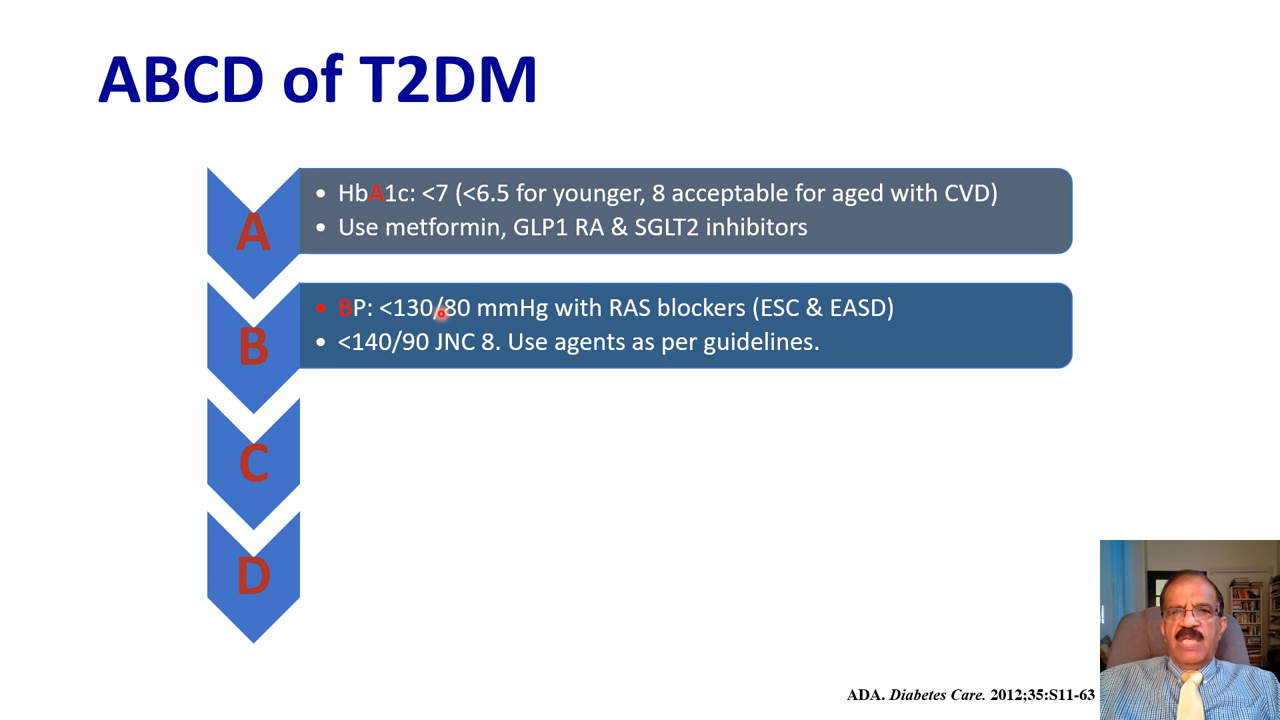 ABCD of T2DM
A
• HbA1c: <7 (<6.5 for younger, 8 acceptable for aged with CVD)
• Use metformin, GLP1 RA & SGLT2 inhibitors
B
• BP: <130/80 mmHg with RAS blockers (ESC & EASD)
• <140/90 JNC 8. Use agents as per guidelines.
C
D
ADA. Diabetes Care. 2012;35:S11-63